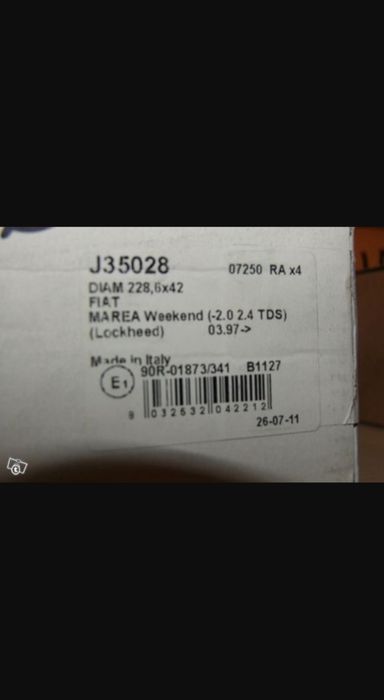 J35028 07250 RA x4
DIAM 228,6x42
FIAT
MAREA Weekend (-2.0 2.4 TDS)
(Lockheed) 03.97->
Made in Italy
E1 90R-01873/341 B1127
8 032532 042212
26-07-11